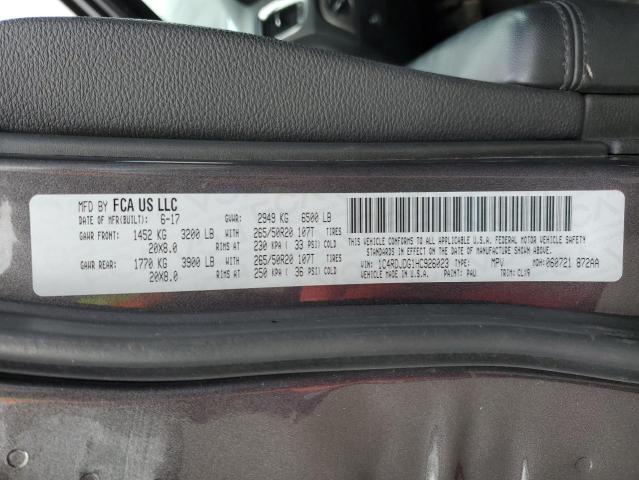 MFD BY FCA US LLC
DATE OF MFR(BUILT): 6-17 GVWR: 2949 KG 6500 LB
GAWR FRONT: 1452 KG 3200 LB WITH 265/50R20 107T TIRES
20X8.0 RIMS AT 230 KPA ( 33 PSI) COLD
GAWR REAR: 1770 KG 3900 LB WITH 265/50R20 107T TIRES
20X8.0 RIMS AT 250 KPA ( 36 PSI) COLD
THIS VEHICLE CONFORMS TO ALL APPLICABLE U.S.A. FEDERAL MOTOR VEHICLE SAFETY
STANDARDS IN EFFECT ON THE DATE OF MANUFACTURE SHOWN ABOVE.
VIN: 1C4RDJDG1HC926023 TYPE: MPV MDH: 060721 872AA
VEHICLE MADE IN U.S.A. PAINT: PAU TRIM: CLX9